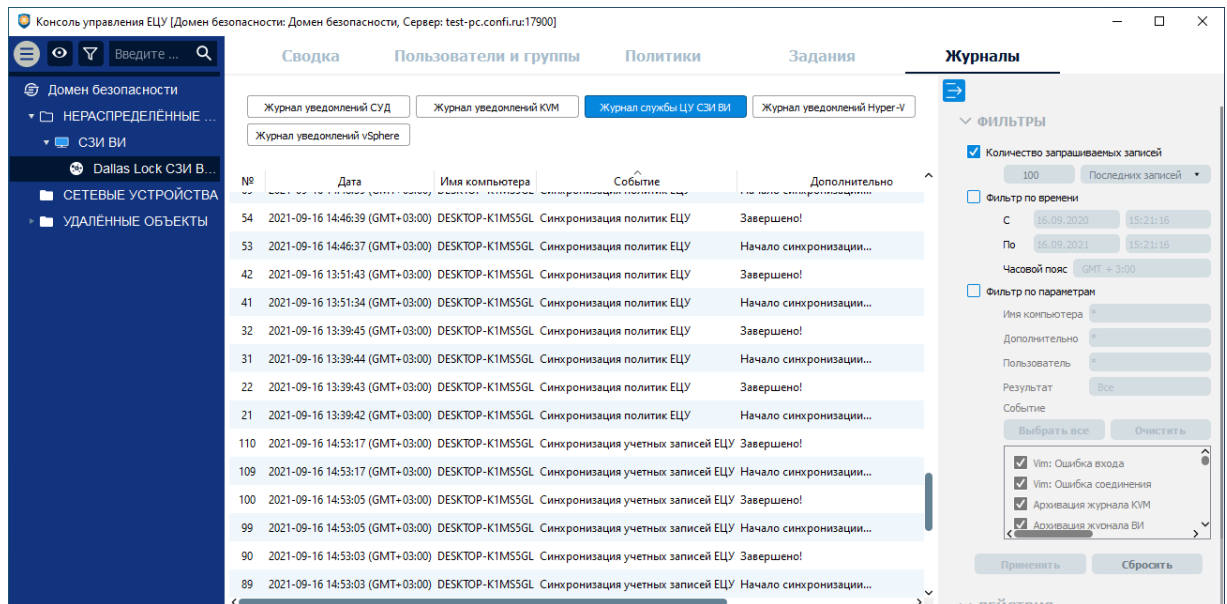 Консоль управления ЕЦУ [Домен безопасности: Домен безопасности, Сервер: test-pc.confi.ru:17900]
Введите ...
Домен безопасности
НЕРАСПРЕДЕЛЁННЫЕ ...
СЗИ ВИ
Dallas Lock СЗИ В...
СЕТЕВЫЕ УСТРОЙСТВА
УДАЛЁННЫЕ ОБЪЕКТЫ
Сводка Пользователи и группы Политики Задания Журналы
Журнал уведомлений СУД Журнал уведомлений KVM Журнал службы ЦУ СЗИ ВИ Журнал уведомлений Hyper-V
Журнал уведомлений vSphere
№ Дата Имя компьютера Событие Дополнительно
54 2021-09-16 14:46:39 (GMT+03:00) DESKTOP-K1MS5GL Синхронизация политик ЕЦУ Завершено!
53 2021-09-16 14:46:37 (GMT+03:00) DESKTOP-K1MS5GL Синхронизация политик ЕЦУ Начало синхронизации...
42 2021-09-16 13:51:43 (GMT+03:00) DESKTOP-K1MS5GL Синхронизация политик ЕЦУ Завершено!
41 2021-09-16 13:51:34 (GMT+03:00) DESKTOP-K1MS5GL Синхронизация политик ЕЦУ Начало синхронизации...
32 2021-09-16 13:39:45 (GMT+03:00) DESKTOP-K1MS5GL Синхронизация политик ЕЦУ Завершено!
31 2021-09-16 13:39:44 (GMT+03:00) DESKTOP-K1MS5GL Синхронизация политик ЕЦУ Начало синхронизации...
22 2021-09-16 13:39:43 (GMT+03:00) DESKTOP-K1MS5GL Синхронизация политик ЕЦУ Завершено!
21 2021-09-16 13:39:42 (GMT+03:00) DESKTOP-K1MS5GL Синхронизация политик ЕЦУ Начало синхронизации...
110 2021-09-16 14:53:17 (GMT+03:00) DESKTOP-K1MS5GL Синхронизация учетных записей ЕЦУ Завершено!
109 2021-09-16 14:53:17 (GMT+03:00) DESKTOP-K1MS5GL Синхронизация учетных записей ЕЦУ Начало синхронизации...
100 2021-09-16 14:53:05 (GMT+03:00) DESKTOP-K1MS5GL Синхронизация учетных записей ЕЦУ Завершено!
99 2021-09-16 14:53:05 (GMT+03:00) DESKTOP-K1MS5GL Синхронизация учетных записей ЕЦУ Начало синхронизации...
90 2021-09-16 14:53:03 (GMT+03:00) DESKTOP-K1MS5GL Синхронизация учетных записей ЕЦУ Завершено!
89 2021-09-16 14:53:03 (GMT+03:00) DESKTOP-K1MS5GL Синхронизация учетных записей ЕЦУ Начало синхронизации...
ФИЛЬТРЫ
Количество запрашиваемых записей
100 Последних записей
Фильтр по времени
С 16.09.2020 15:21:16
По 16.09.2021 15:21:16
Часовой пояс GMT + 3:00
Фильтр по параметрам
Имя компьютера *
Дополнительно *
Пользователь *
Результат Все
Событие
Выбрать все Очистить
Vim: Ошибка входа
Vim: Ошибка соединения
Архивация журнала KVM
Архивация журнала ВИ
Применить Сбросить